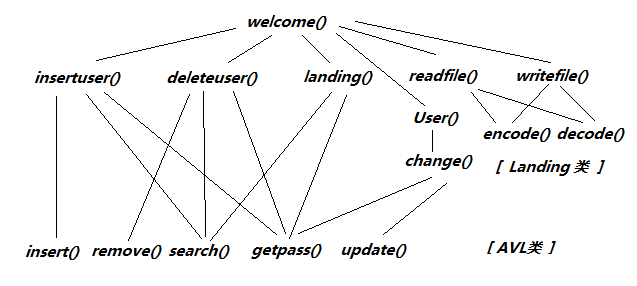 welcome()
insertuser() deleteuser() landing() readfile() writefile()
User()
encode() decode()
change()
[ Landing 类 ]
insert() remove() search() getpass() update() [ AVL类 ]